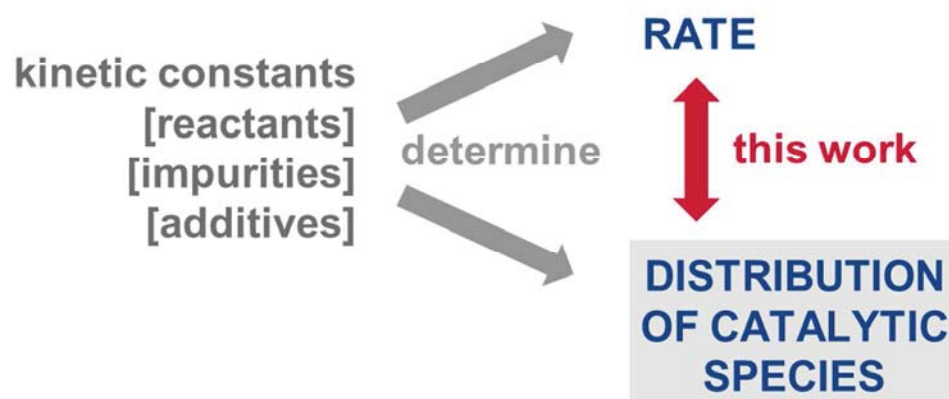 kinetic constants
[reactants]
[impurities]
[additives]
determine
RATE
this work
DISTRIBUTION
OF CATALYTIC
SPECIES